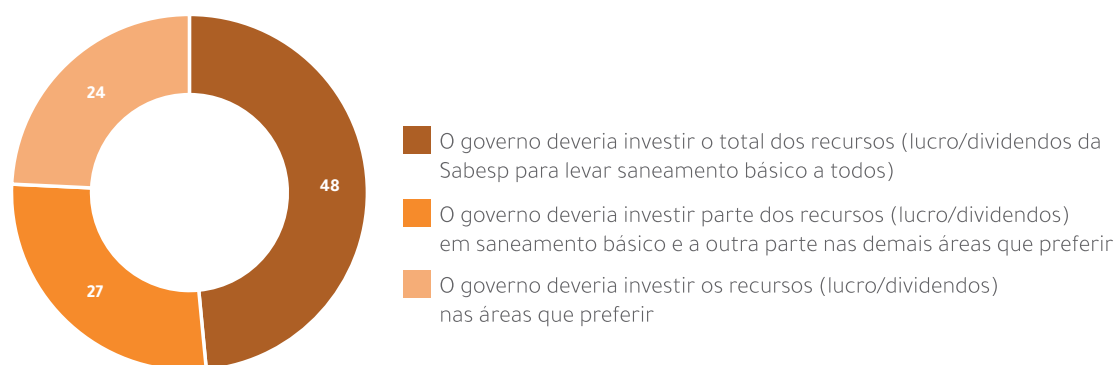 24
48
27
O governo deveria investir o total dos recursos (lucro/dividendos da
Sabesp para levar saneamento básico a todos)
O governo deveria investir parte dos recursos (lucro/dividendos)
em saneamento básico e a outra parte nas demais áreas que preferir
O governo deveria investir os recursos (lucro/dividendos)
nas áreas que preferir